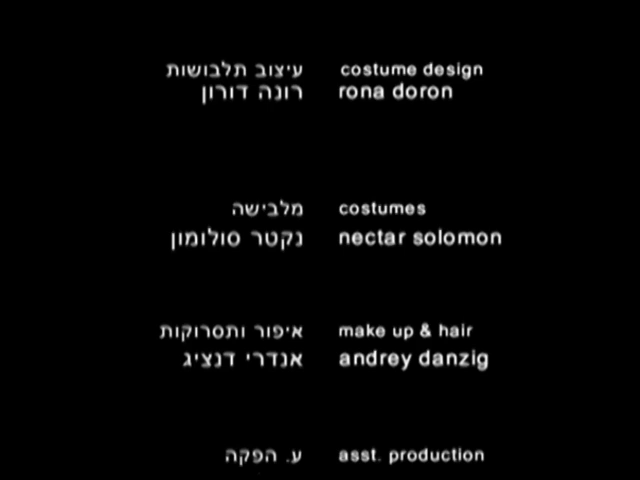 עיצוב תלבושות costume design
רונה דורון rona doron
מלבישה costumes
נקטר סולומון nectar solomon
איפור ותסרוקות make up & hair
אנדרי דנציג andrey danzig
ע. הפקה asst. production